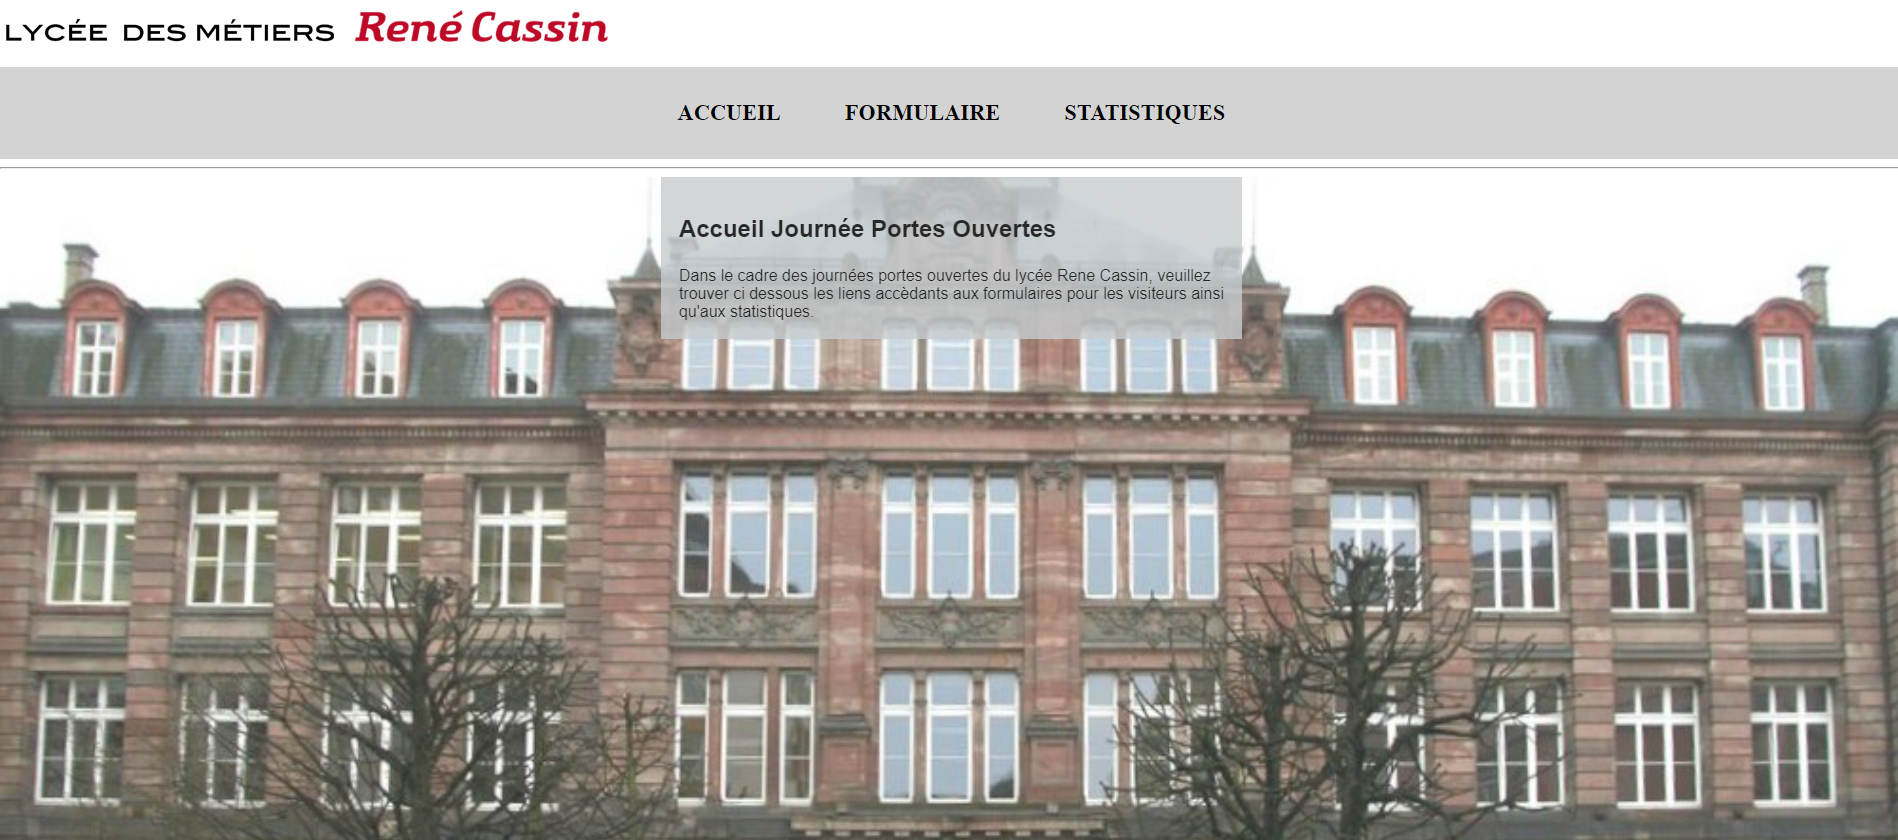 LYCÉE DES MÉTIERS René Cassin
ACCUEIL FORMULAIRE STATISTIQUES
Accueil Journée Portes Ouvertes
Dans le cadre des journées portes ouvertes du lycée Rene Cassin, veuillez
trouver ci dessous les liens accèdants aux formulaires pour les visiteurs ainsi
qu'aux statistiques.